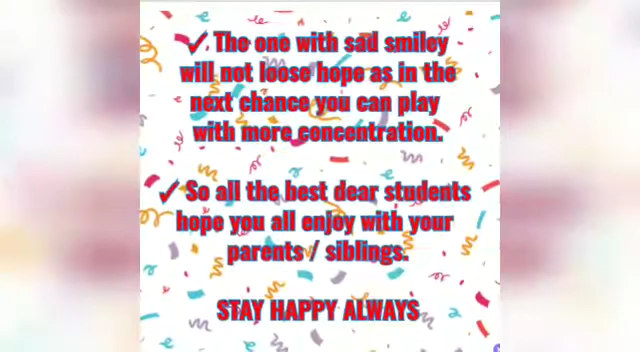 ✓ The one with sad smiley
will not loose hope as in the
next chance you can play
with more concentration.
✓ So all the best dear students
hope you all enjoy with your
parents / siblings.
STAY HAPPY ALWAYS